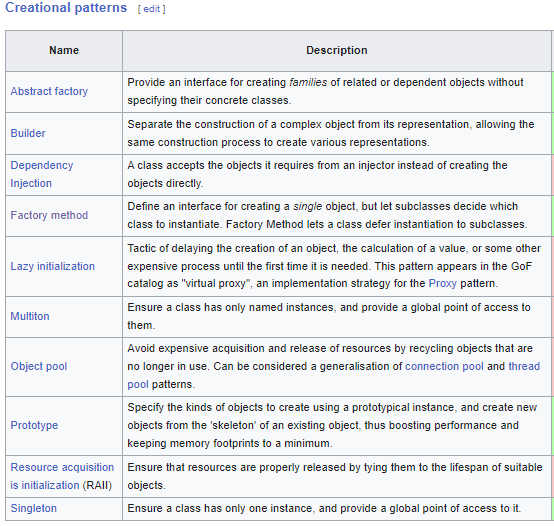 Creational patterns [ edit ]
Name Description
Abstract factory
Provide an interface for creating families of related or dependent objects without
specifying their concrete classes.
Builder
Separate the construction of a complex object from its representation, allowing the
same construction process to create various representations.
Dependency
Injection
A class accepts the objects it requires from an injector instead of creating the
objects directly.
Factory method
Define an interface for creating a single object, but let subclasses decide which
class to instantiate. Factory Method lets a class defer instantiation to subclasses.
Lazy initialization
Tactic of delaying the creation of an object, the calculation of a value, or some other
expensive process until the first time it is needed. This pattern appears in the GoF
catalog as "virtual proxy", an implementation strategy for the Proxy pattern.
Multiton
Ensure a class has only named instances, and provide a global point of access to
them.
Object pool
Avoid expensive acquisition and release of resources by recycling objects that are
no longer in use. Can be considered a generalisation of connection pool and thread
pool patterns.
Prototype
Specify the kinds of objects to create using a prototypical instance, and create new
objects from the 'skeleton' of an existing object, thus boosting performance and
keeping memory footprints to a minimum.
Resource acquisition
is initialization (RAII)
Ensure that resources are properly released by tying them to the lifespan of suitable
objects.
Singleton
Ensure a class has only one instance, and provide a global point of access to it.